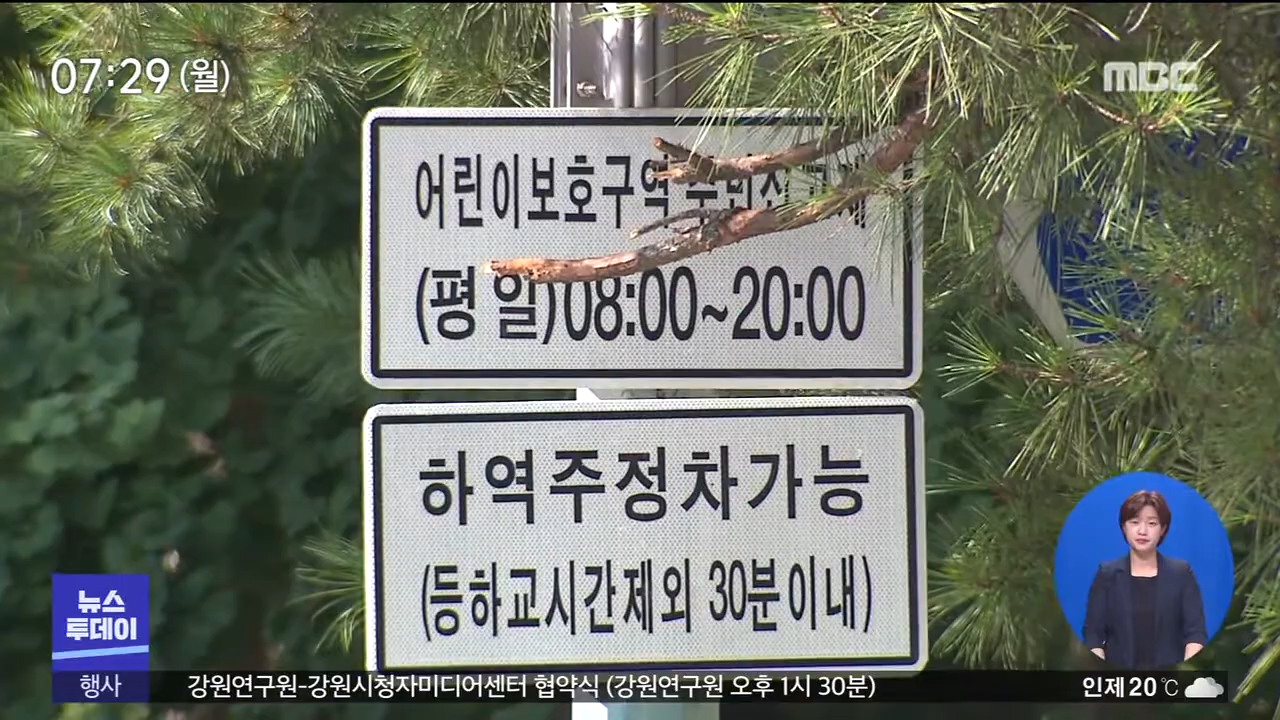 07:29 (월)
MBC
어린이보호구역
(평일)08:00~20:00
하역주정차가능
(등하교시간제외 30분이내)
뉴스
투데이
행사
강원연구원-강원시청자미디어센터 협약식 (강원연구원 오후 1시 30분)
인제 20℃